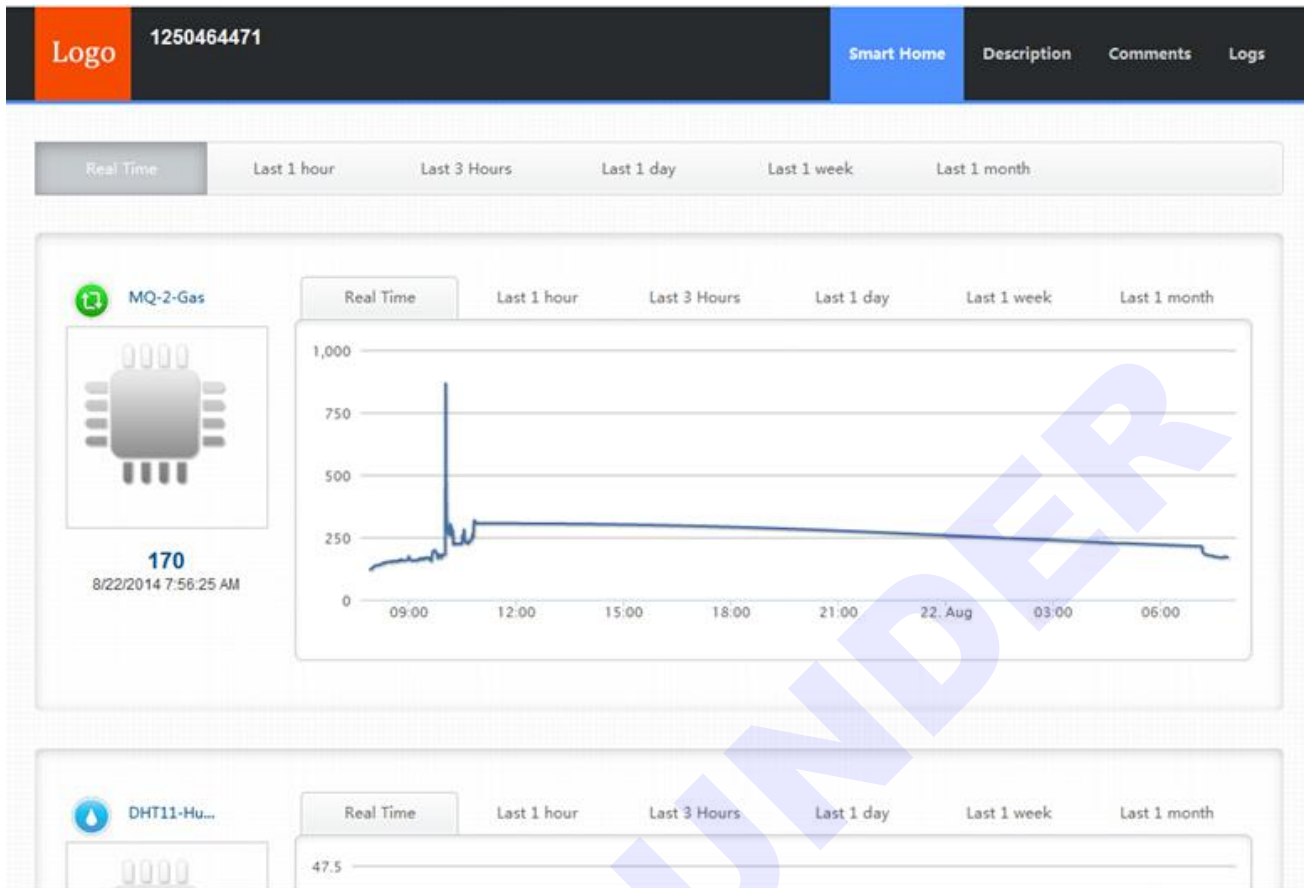 Logo
1250464471
Smart Home Description Comments Logs
Real Time Last 1 hour Last 3 Hours Last 1 day Last 1 week Last 1 month
MQ-2-Gas
Real Time Last 1 hour Last 3 Hours Last 1 day Last 1 week Last 1 month
1,000
750
500
250
0
09:00 12:00 15:00 18:00 21:00 22. Aug 03:00 06:00
170
8/22/2014 7:56:25 AM
DHT11-Hu...
Real Time Last 1 hour Last 3 Hours Last 1 day Last 1 week Last 1 month
47.5
UNDER